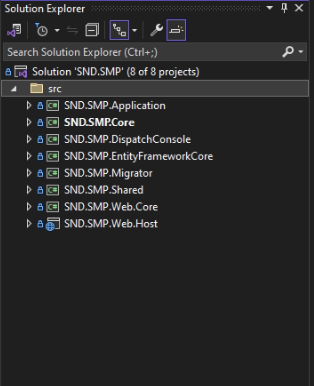 Solution Explorer
Search Solution Explorer (Ctrl+;)
Solution 'SND.SMP' (8 of 8 projects)
src
SND.SMP.Application
SND.SMP.Core
SND.SMP.DispatchConsole
SND.SMP.EntityFrameworkCore
SND.SMP.Migrator
SND.SMP.Shared
SND.SMP.Web.Core
SND.SMP.Web.Host